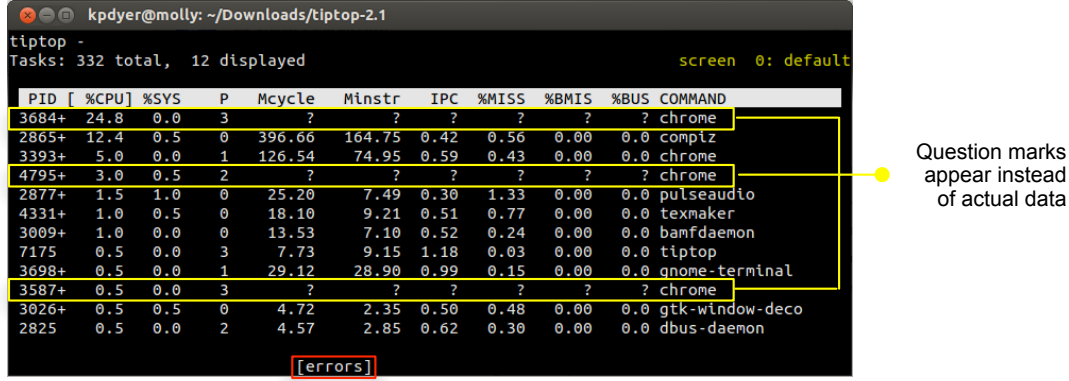 kpdyer@molly: ~/Downloads/tiptop-2.1
tiptop -
Tasks: 332 total,  12 displayed    screen  0: default
PID [ %CPU] %SYS P Mcycle Minstr IPC %MISS %BMIS %BUS COMMAND
3684+ 24.8 0.0 3 ? ? ? ? ? ? chrome
2865+ 12.4 0.5 0 396.66 164.75 0.42 0.56 0.00 0.0 compiz
3393+ 5.0 0.0 1 126.54 74.95 0.59 0.43 0.00 0.0 chrome
4795+ 3.0 0.5 2 ? ? ? ? ? ? chrome
2877+ 1.5 1.0 0 25.20 7.49 0.30 1.33 0.00 0.0 pulseaudio
4331+ 1.0 0.5 0 18.10 9.21 0.51 0.77 0.00 0.0 texmaker
3009+ 1.0 0.0 0 13.53 7.10 0.52 0.24 0.00 0.0 bamfdaemon
7175 0.5 0.0 3 7.73 9.15 1.18 0.03 0.00 0.0 tiptop
3698+ 0.5 0.0 1 29.12 28.90 0.99 0.15 0.00 0.0 gnome-terminal
3587+ 0.5 0.0 3 ? ? ? ? ? ? chrome
3026+ 0.5 0.5 0 4.72 2.35 0.50 0.48 0.00 0.0 gtk-window-deco
2825 0.5 0.0 2 4.57 2.85 0.62 0.30 0.00 0.0 dbus-daemon
[errors]
Question marks
appear instead
of actual data